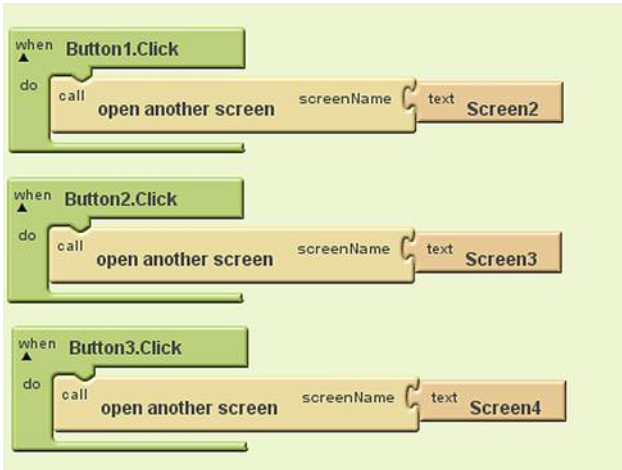 when Button1.Click
do call open another screen screenName text Screen2
when Button2.Click
do call open another screen screenName text Screen3
when Button3.Click
do call open another screen screenName text Screen4